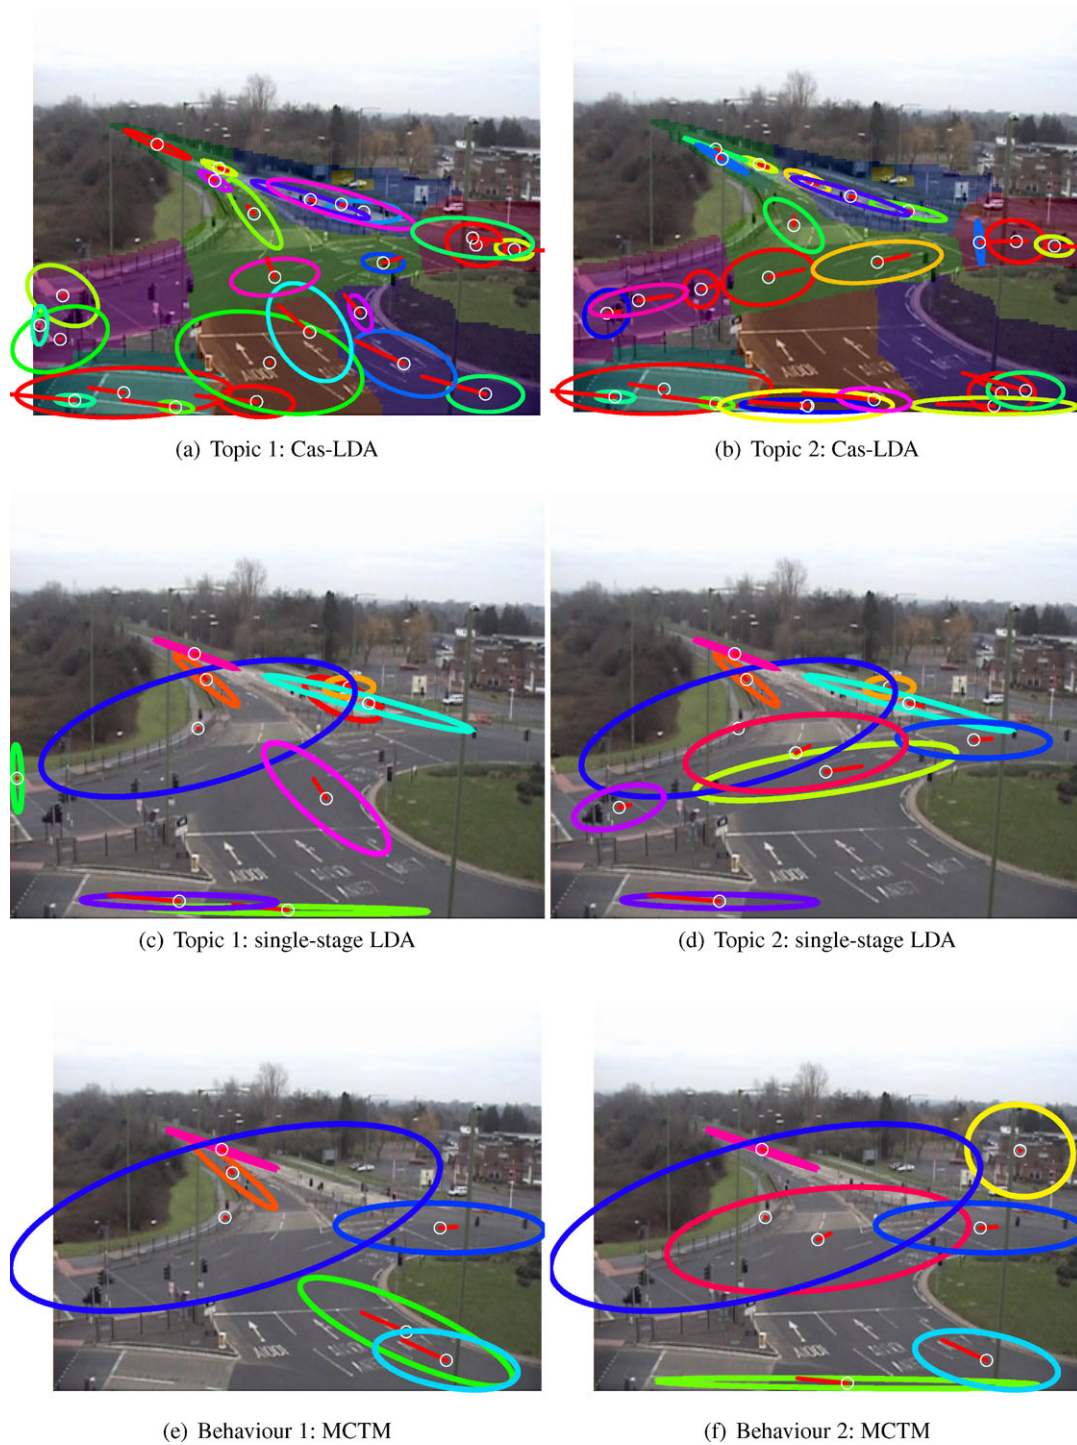 (a) Topic 1: Cas-LDA
(b) Topic 2: Cas-LDA
(c) Topic 1: single-stage LDA
(d) Topic 2: single-stage LDA
(e) Behaviour 1: MCTM
(f) Behaviour 2: MCTM